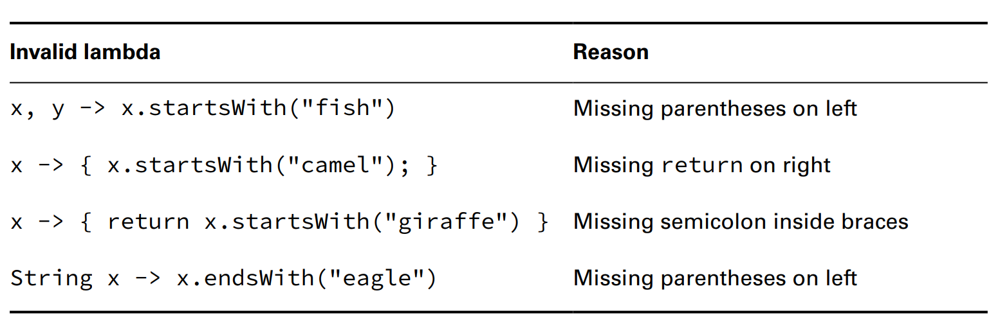 Invalid lambda Reason
x, y -> x.startsWith("fish") Missing parentheses on left
x -> { x.startsWith("camel"); } Missing return on right
x -> { return x.startsWith("giraffe") } Missing semicolon inside braces
String x -> x.endsWith("eagle") Missing parentheses on left